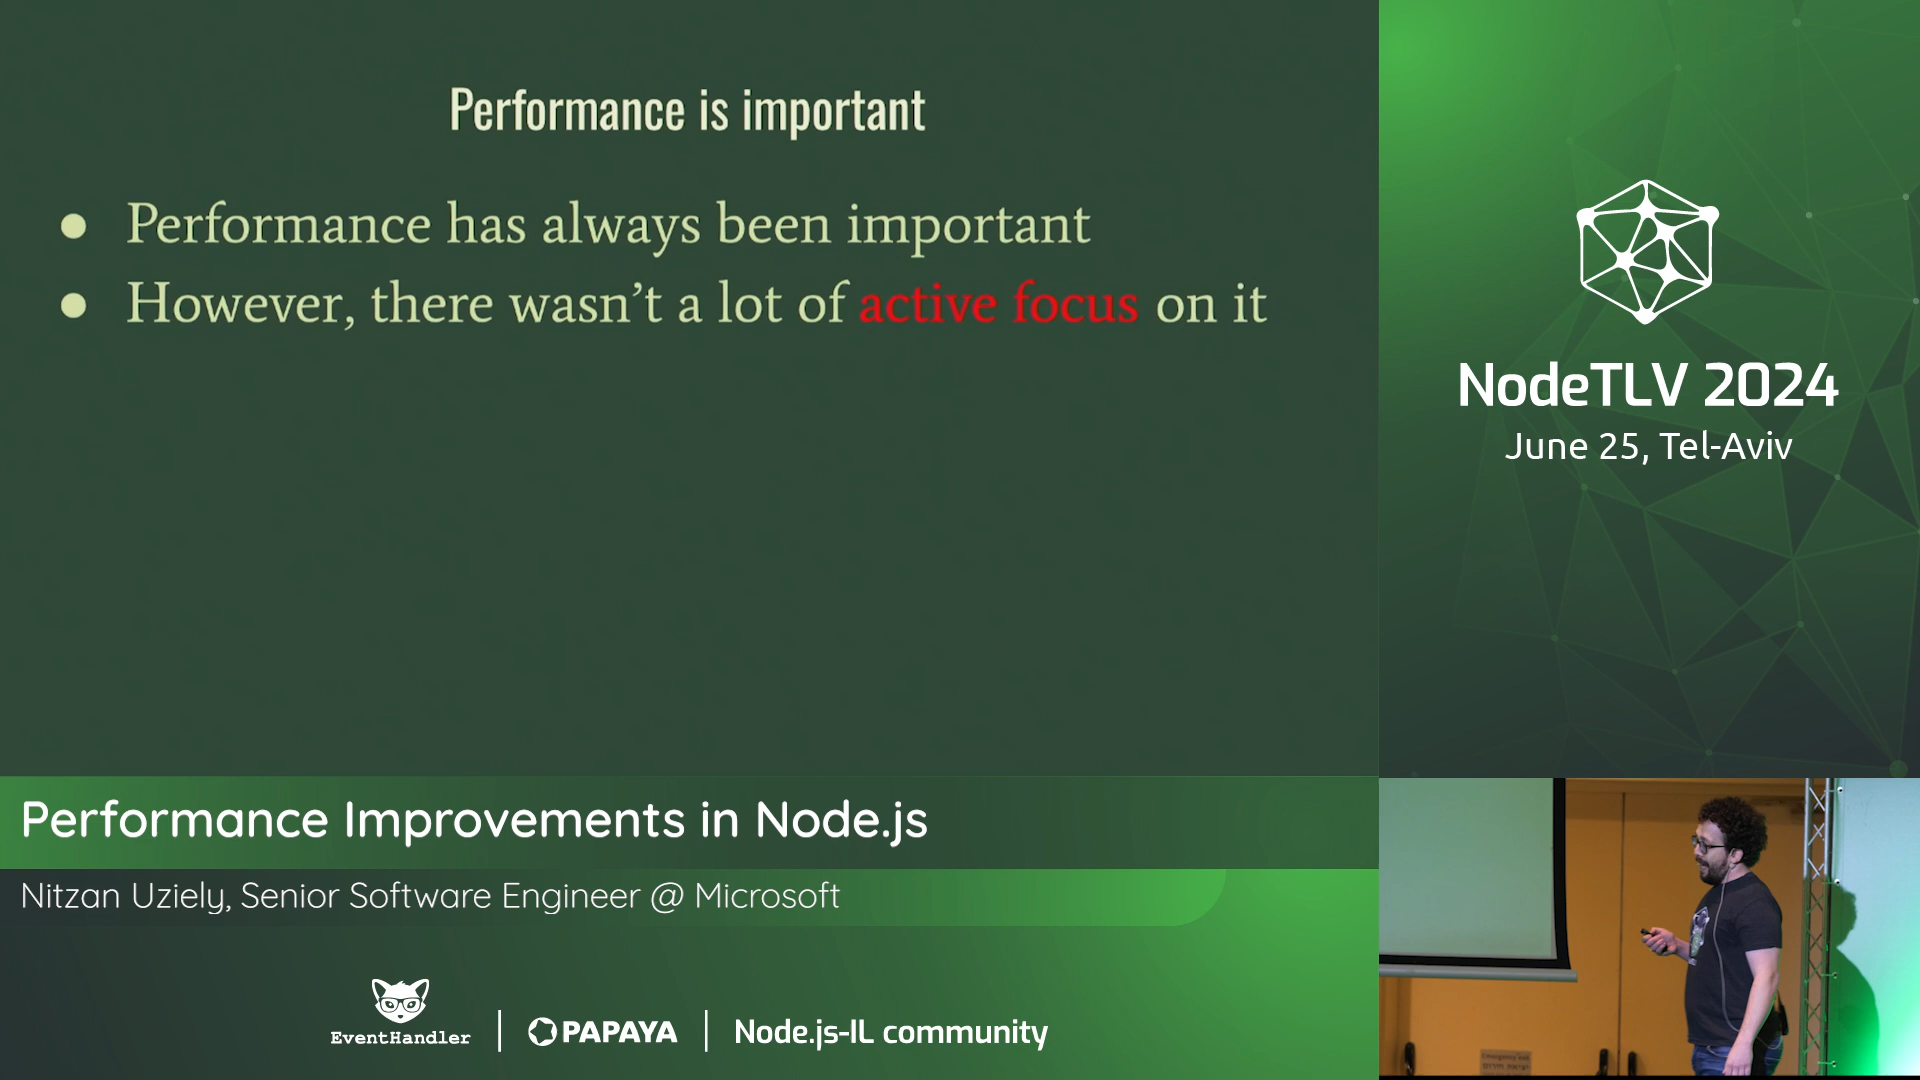 Performance is important
● Performance has always been important
● However, there wasn’t a lot of active focus on it
NodeTLV 2024
June 25, Tel-Aviv
Performance Improvements in Node.js
Nitzan Uziely, Senior Software Engineer @ Microsoft
EventHandler
PAPAYA
Node.js-IL community